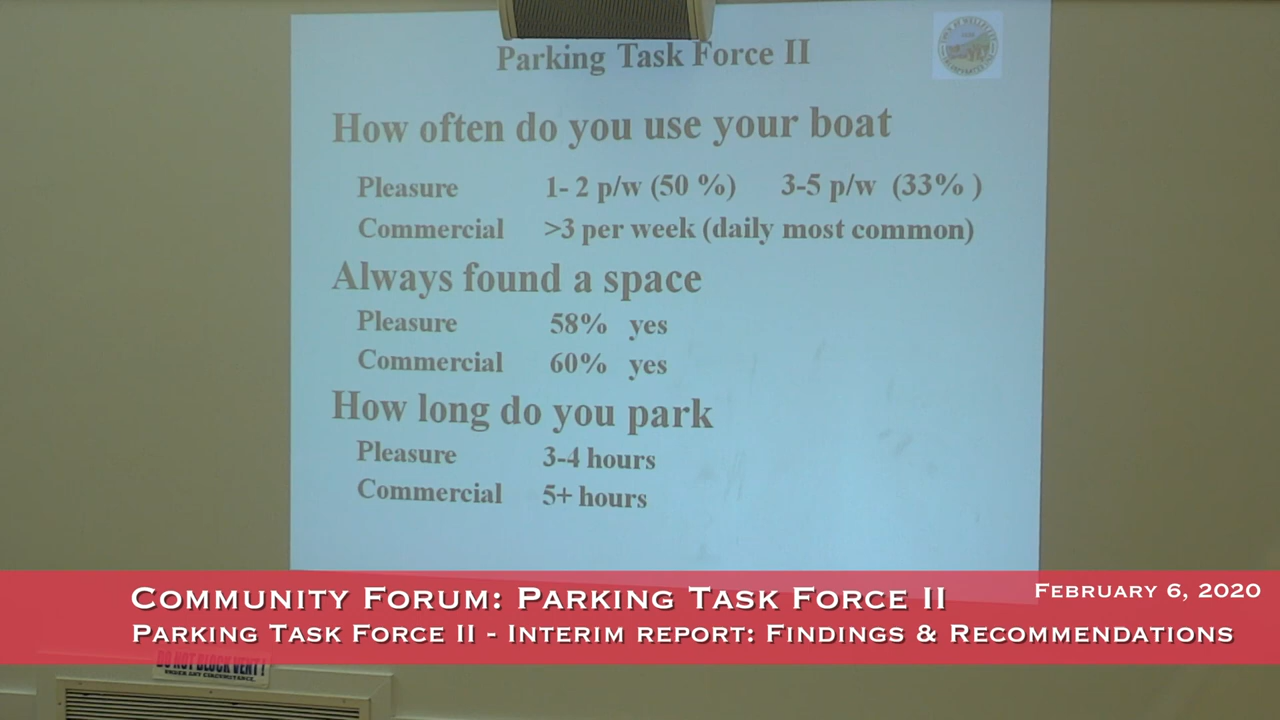 Parking Task Force II
How often do you use your boat
Pleasure 1- 2 p/w (50 %) 3-5 p/w (33% )
Commercial >3 per week (daily most common)
Always found a space
Pleasure 58% yes
Commercial 60% yes
How long do you park
Pleasure 3-4 hours
Commercial 5+ hours
Community Forum: Parking Task Force II
February 6, 2020
Parking Task Force II - Interim report: Findings & Recommendations
DO NOT BLOCK VENT!
UNDER ANY CIRCUMSTANCE.